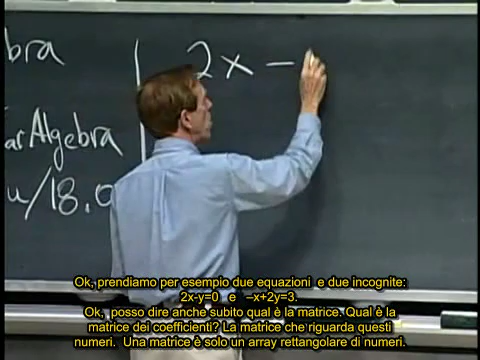 bra
2x -
ar Algebra
u/18.0
Ok, prendiamo per esempio due equazioni e due incognite:
2x-y=0 e –x+2y=3.
Ok, posso dire anche subito qual è la matrice. Qual è la
matrice dei coefficienti? La matrice che riguarda questi
numeri. Una matrice è solo un array rettangolare di numeri.